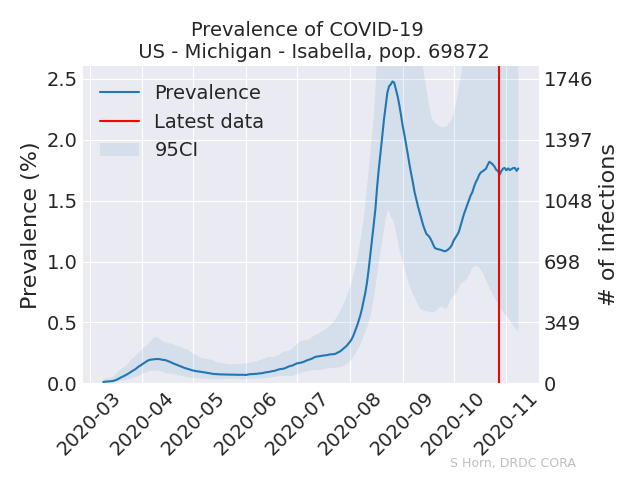 Prevalence of COVID-19
US - Michigan - Isabella, pop. 69872
Prevalence (%)
2.5
2.0
1.5
1.0
0.5
0.0
Prevalence
Latest data
95CI
1746
1397
1048
698
349
0
# of infections
2020-03
2020-04
2020-05
2020-06
2020-07
2020-08
2020-09
2020-10
2020-11
S Horn, DRDC CORA